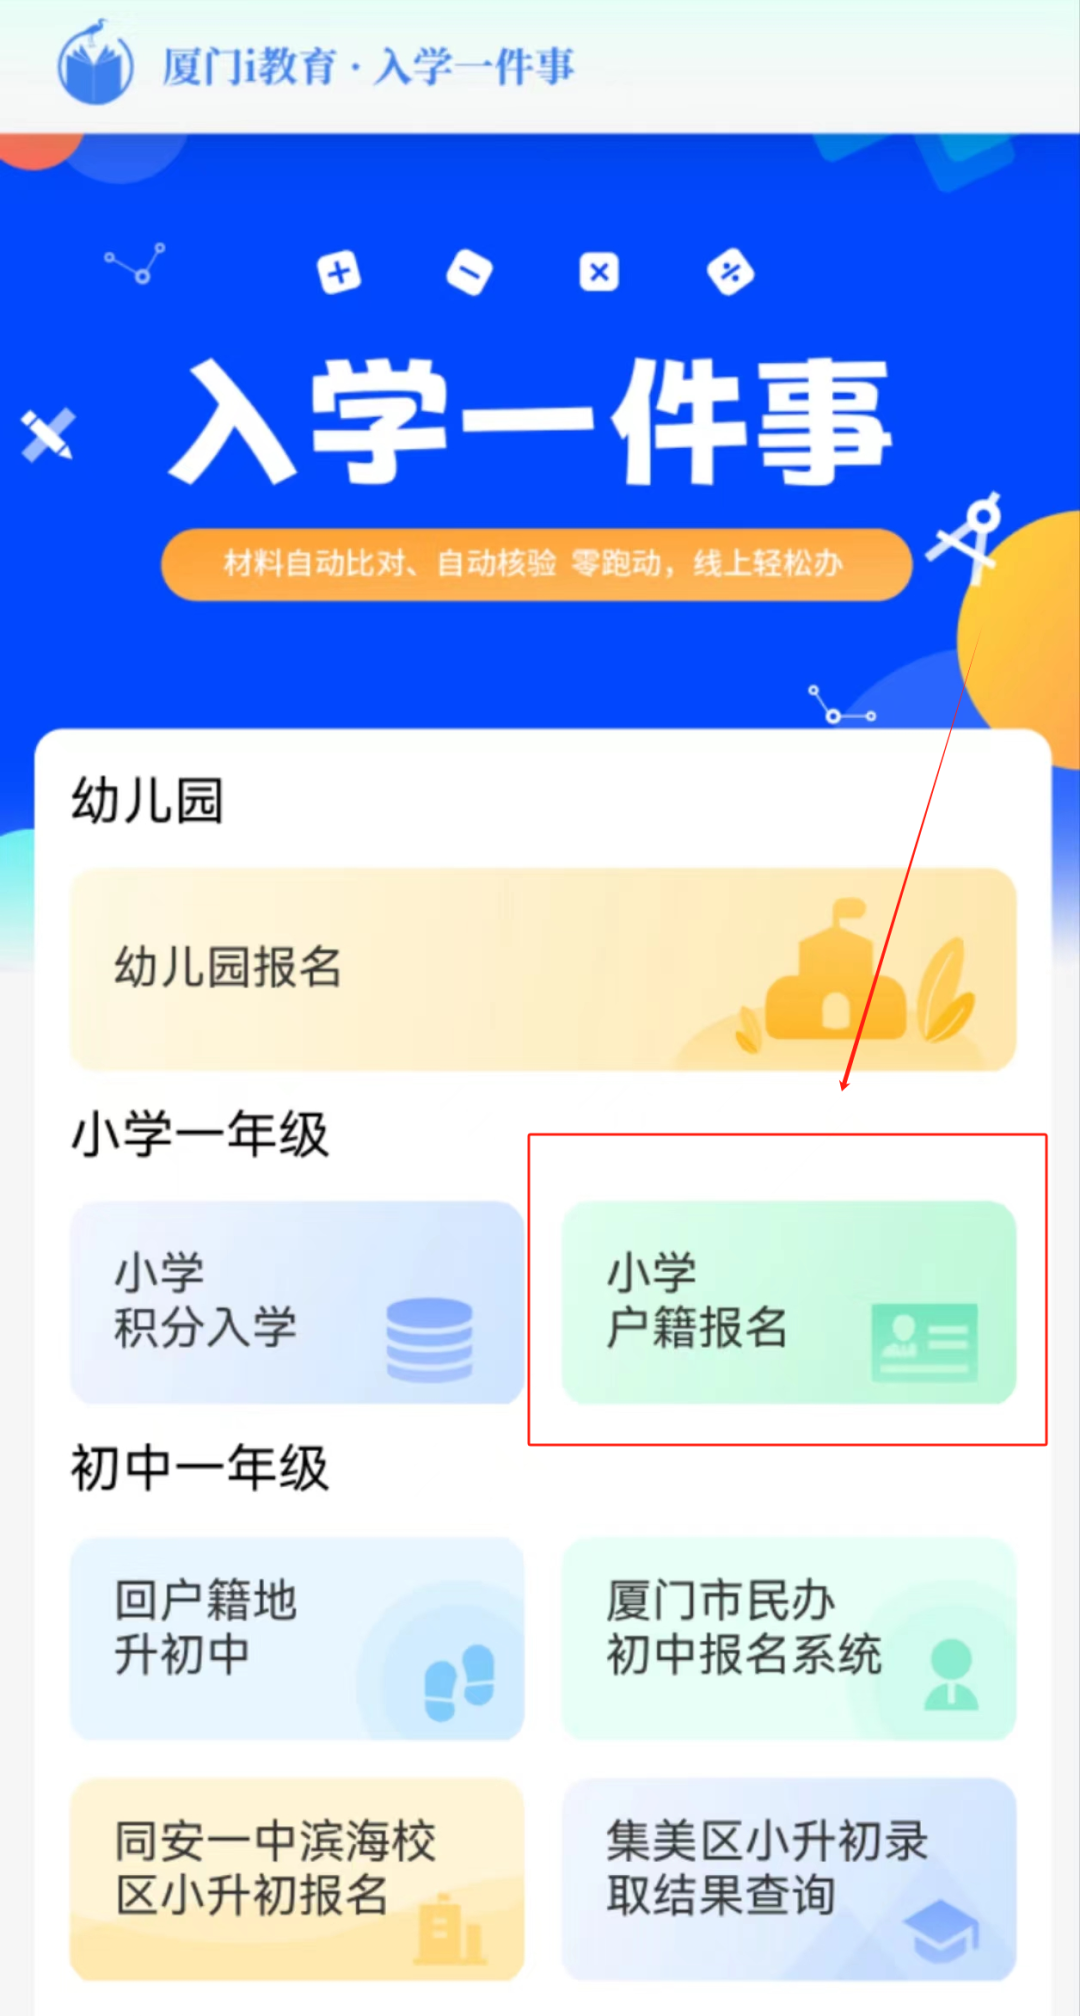 厦门i教育·入学一件事
入学一件事
材料自动比对、自动核验 零跑动，线上轻松办
幼儿园
幼儿园报名
小学一年级
小学
积分入学
小学
户籍报名
初中一年级
回户籍地
升初中
厦门市民办
初中报名系统
同安一中滨海校
区小升初报名
集美区小升初录
取结果查询